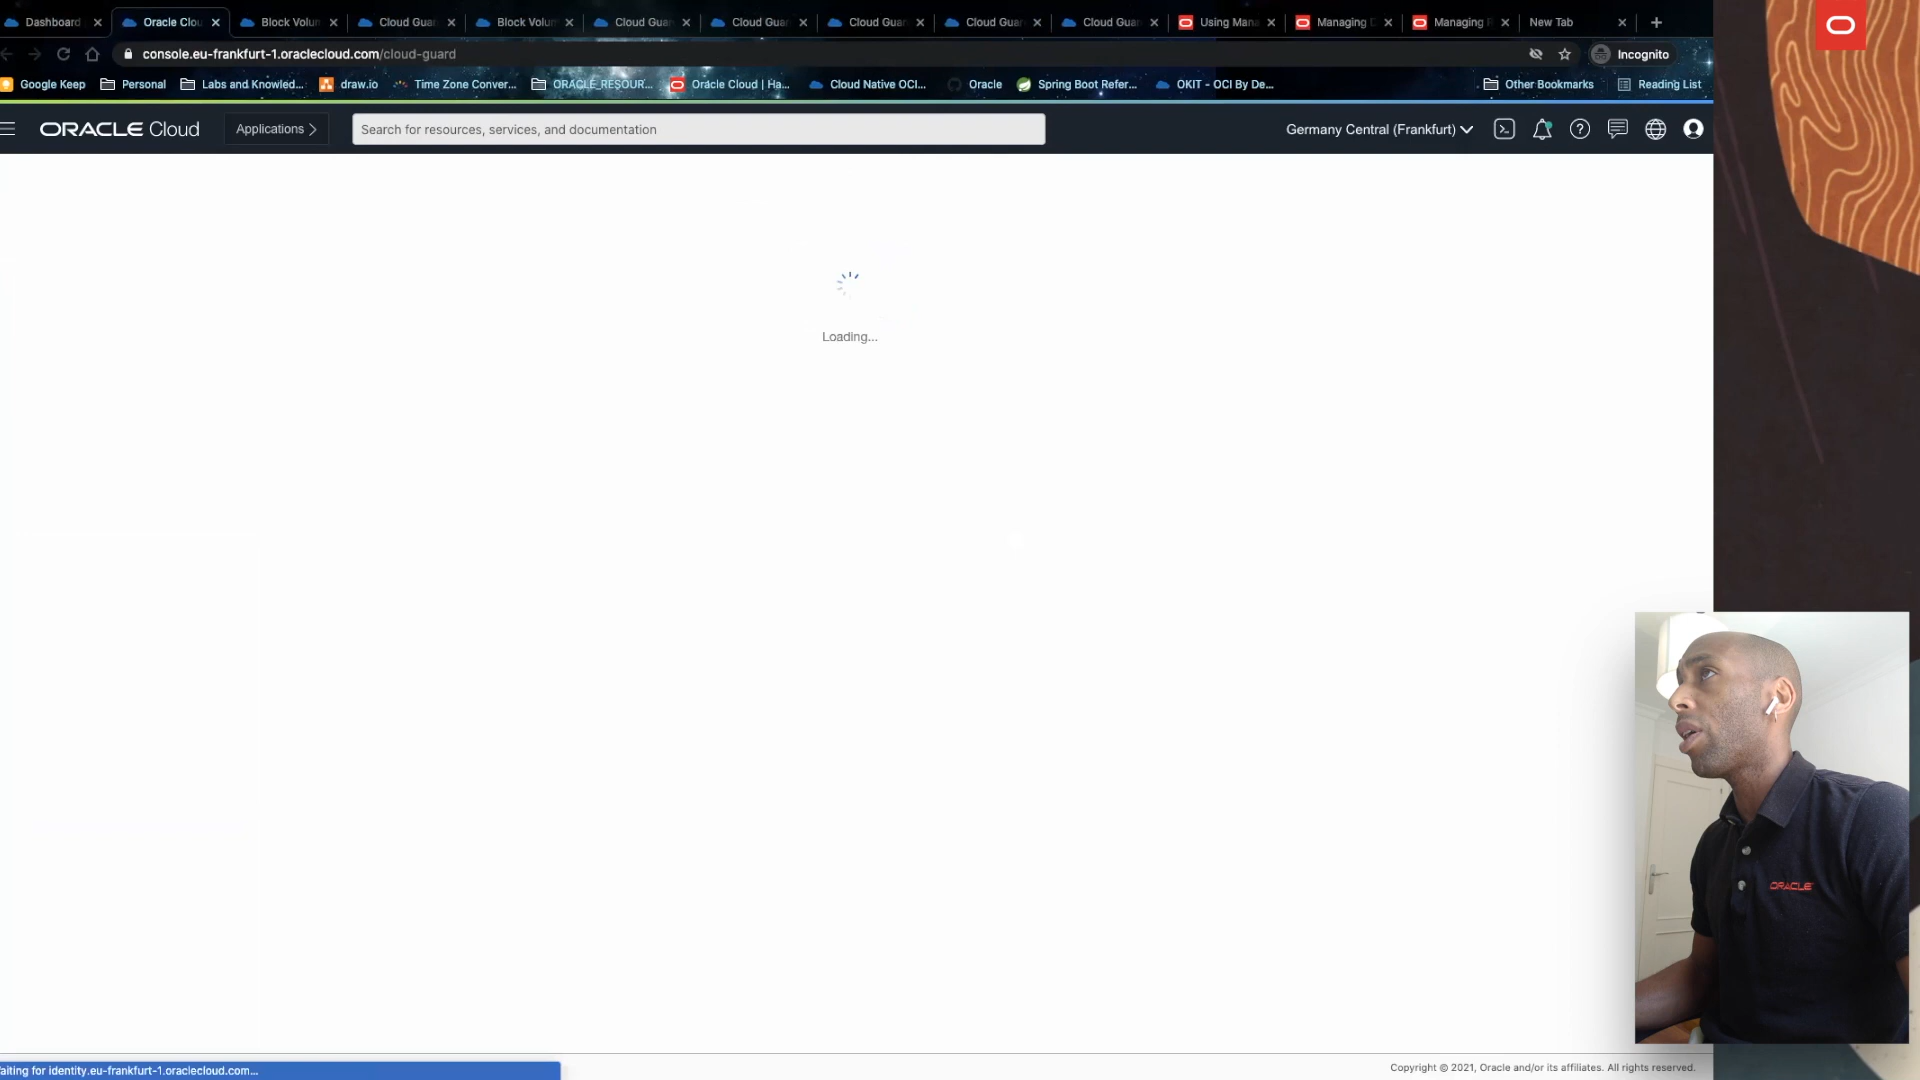 Dashboard
Oracle Clou
Block Volum
Cloud Guar
Block Volum
Cloud Guar
Cloud Guar
Cloud Guar
Cloud Guar
Cloud Guar
Using Mana
Managing
Managing
New Tab
console.eu-frankfurt-1.oraclecloud.com/cloud-guard
Incognito
Google Keep
Personal
Labs and Knowled...
draw.io
Time Zone Conver...
ORACLE_RESOUR...
Oracle Cloud | Ha...
Cloud Native OCI...
Oracle
Spring Boot Refer...
OKIT - OCI By De...
Other Bookmarks
Reading List
ORACLE Cloud
Applications
Search for resources, services, and documentation
Germany Central (Frankfurt)
Loading...
ORACLE
aiting for identity.eu-frankfurt-1.oraclecloud.com...
Copyright © 2021, Oracle and/or its affiliates. All rights reserved.